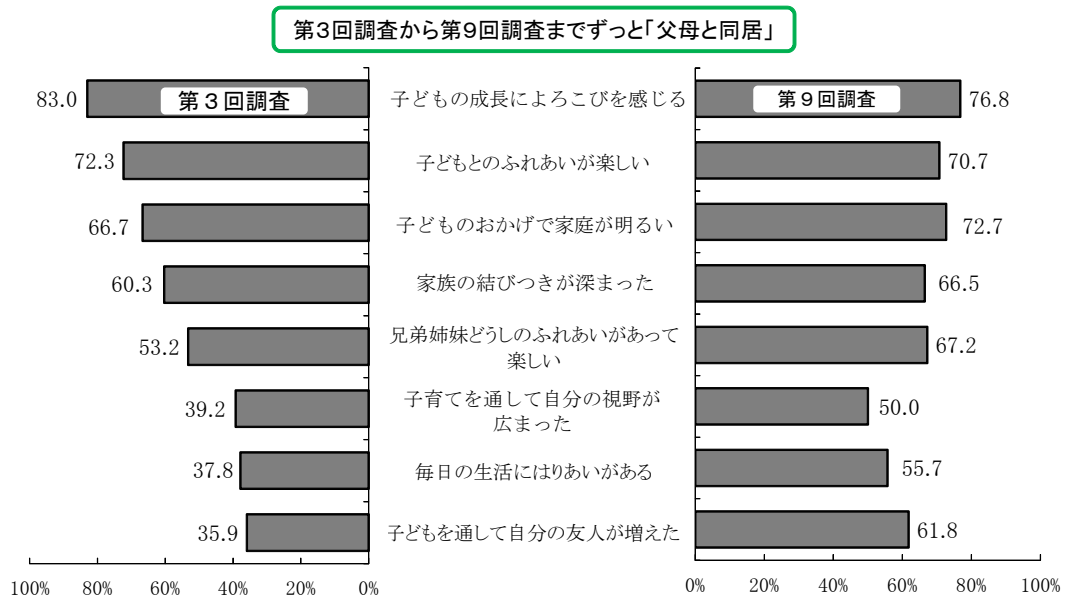 第３回調査から第９回調査までずっと「父母と同居」
83.0 第３回調査 子どもの成長によろこびを感じる 第９回調査 76.8
72.3 子どもとのふれあいが楽しい 70.7
66.7 子どものおかげで家庭が明るい 72.7
60.3 家族の結びつきが深まった 66.5
53.2 兄弟姉妹どうしのふれあいがあって 67.2
楽しい
39.2 子育てを通して自分の視野が 50.0
広まった
37.8 毎日の生活にはりあいがある 55.7
35.9 子どもを通して自分の友人が増えた 61.8
100% 80% 60% 40% 20% 0% 0% 20% 40% 60% 80% 100%